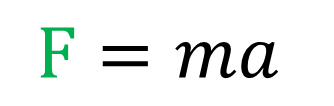 F = ma